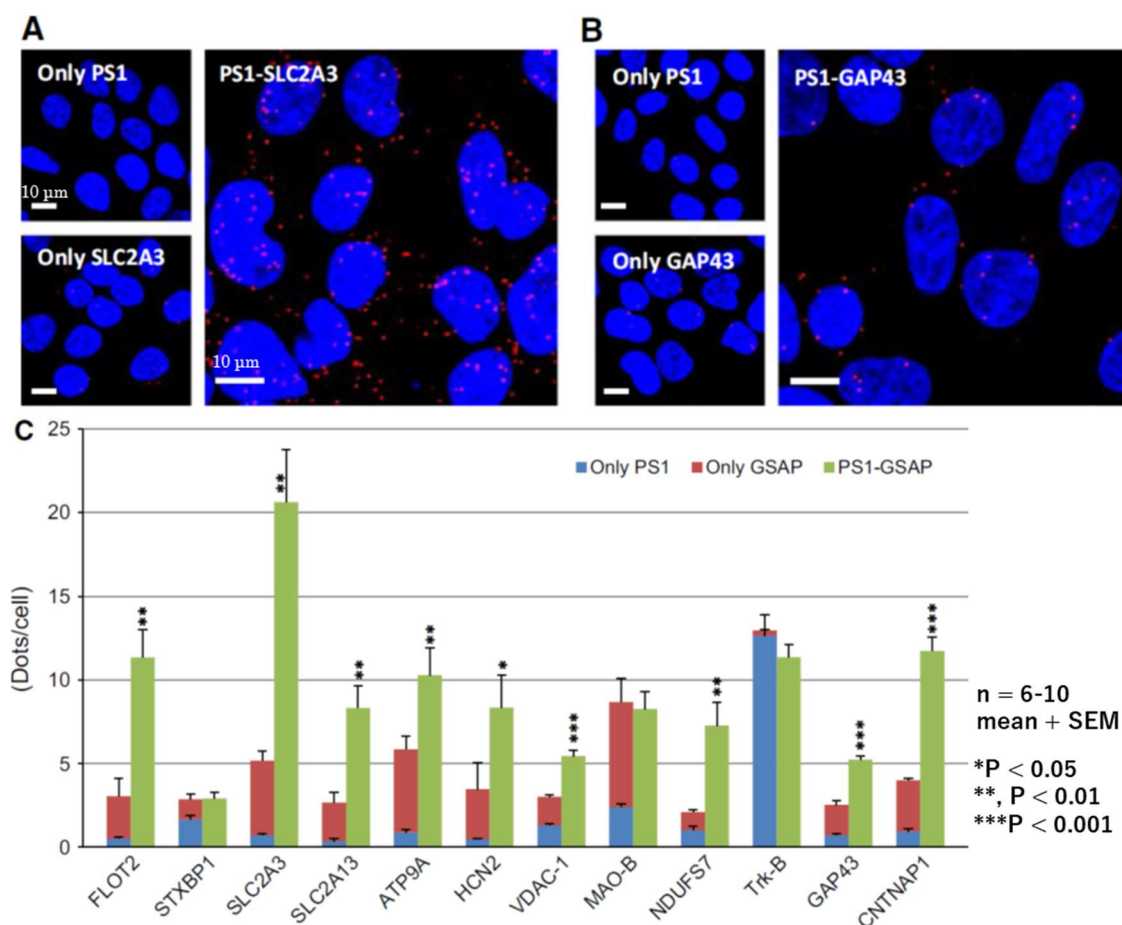 A
Only PS1
10 µm
Only SLC2A3
PS1-SLC2A3
10 µm
B
Only PS1
Only GAP43
PS1-GAP43
C
25
20
15
10
5
0
(Dots/cell)
Only PS1
Only GSAP
PS1-GSAP
**
**
**
**
*
***
**
***
***
FLOT2
STXBP1
SLC2A3
SLC2A13
ATP9A
HCN2
VDAC-1
MAO-B
NDUFS7
Trk-B
GAP43
CNTNAP1
n = 6-10
mean + SEM
*P < 0.05
**, P < 0.01
***P < 0.001